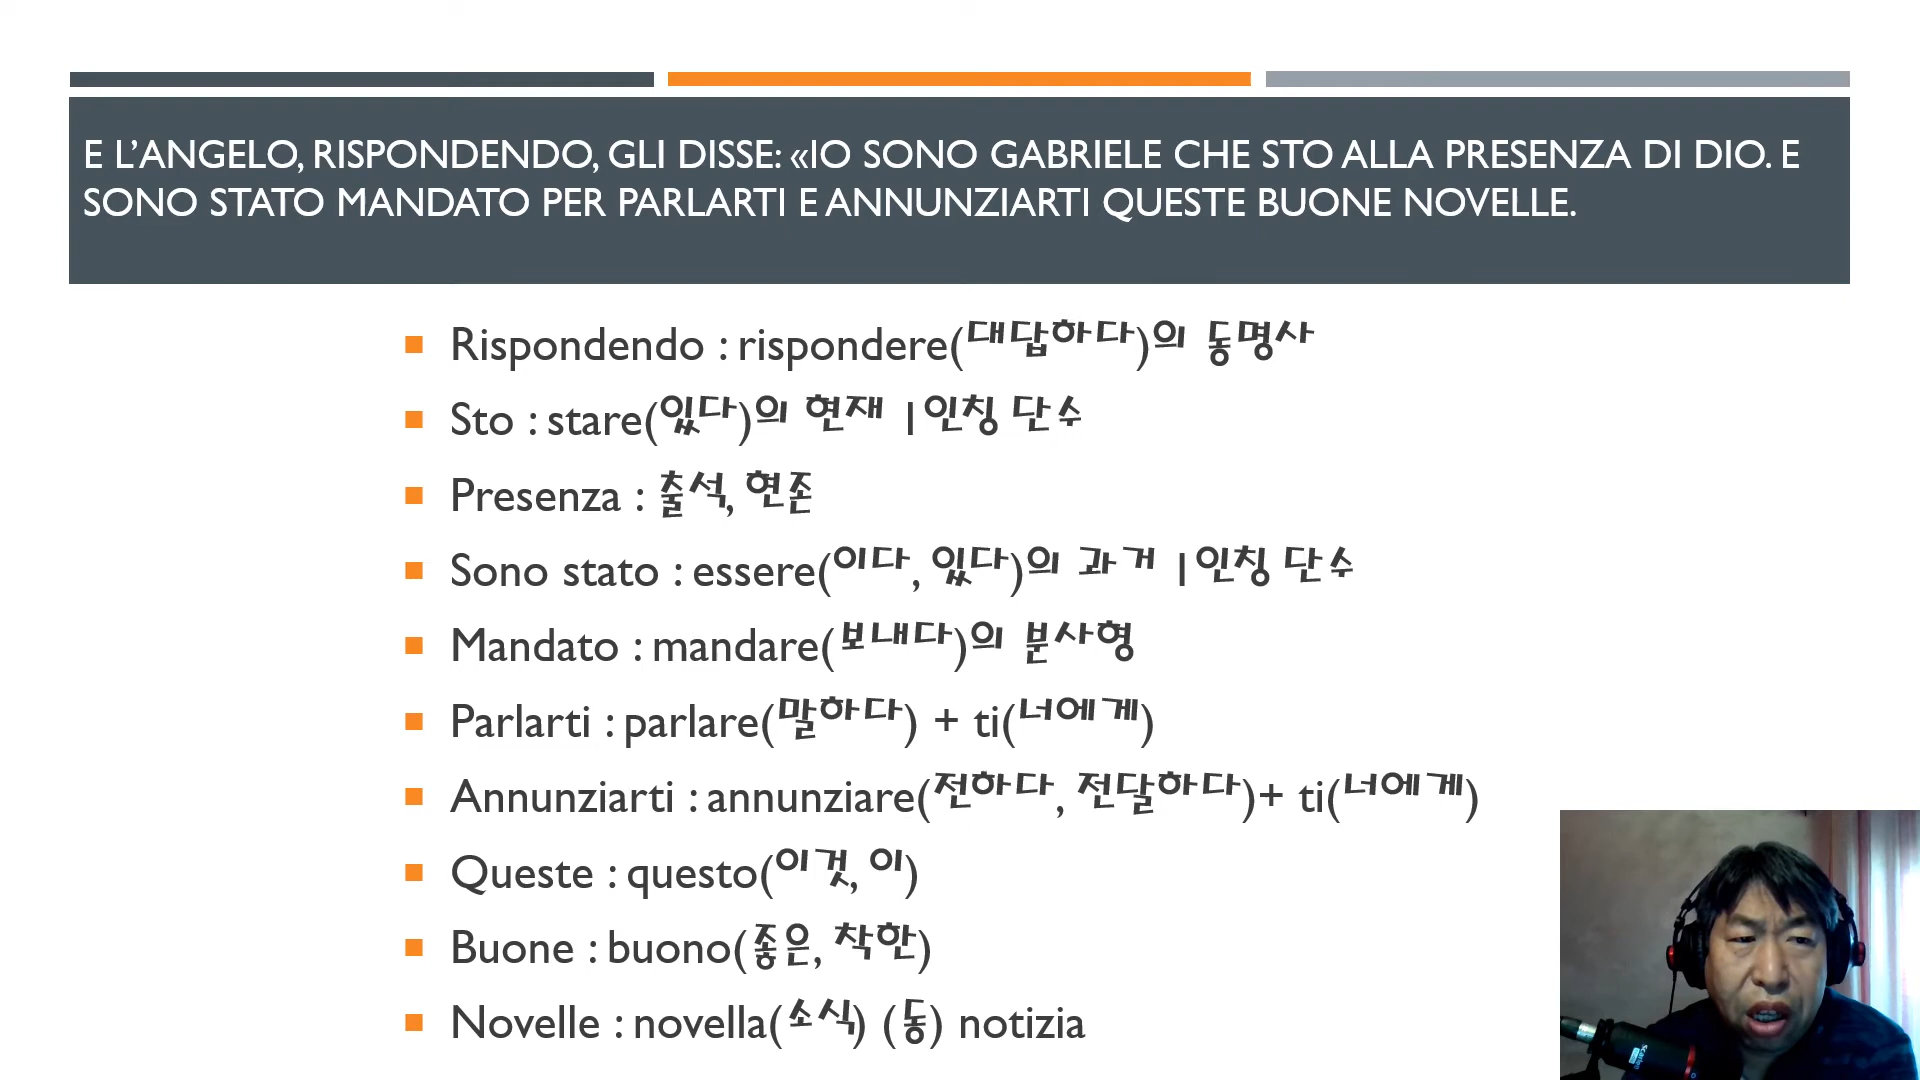 E L’ANGELO, RISPONDENDO, GLI DISSE: «IO SONO GABRIELE CHE STO ALLA PRESENZA DI DIO. E
SONO STATO MANDATO PER PARLARTI E ANNUNZIARTI QUESTE BUONE NOVELLE.
Rispondendo : rispondere(대답하다)의 동명사
Sto : stare(있다)의 현재 1인칭 단수
Presenza : 출석, 현존
Sono stato : essere(이다, 있다)의 과거 1인칭 단수
Mandato : mandare(보내다)의 분사형
Parlarti : parlare(말하다) + ti(너에게)
Annunziarti : annunziare(전하다, 전달하다)+ ti(너에게)
Queste : questo(이것, 이)
Buone : buono(좋은, 착한)
Novelle : novella(소식) (동) notizia